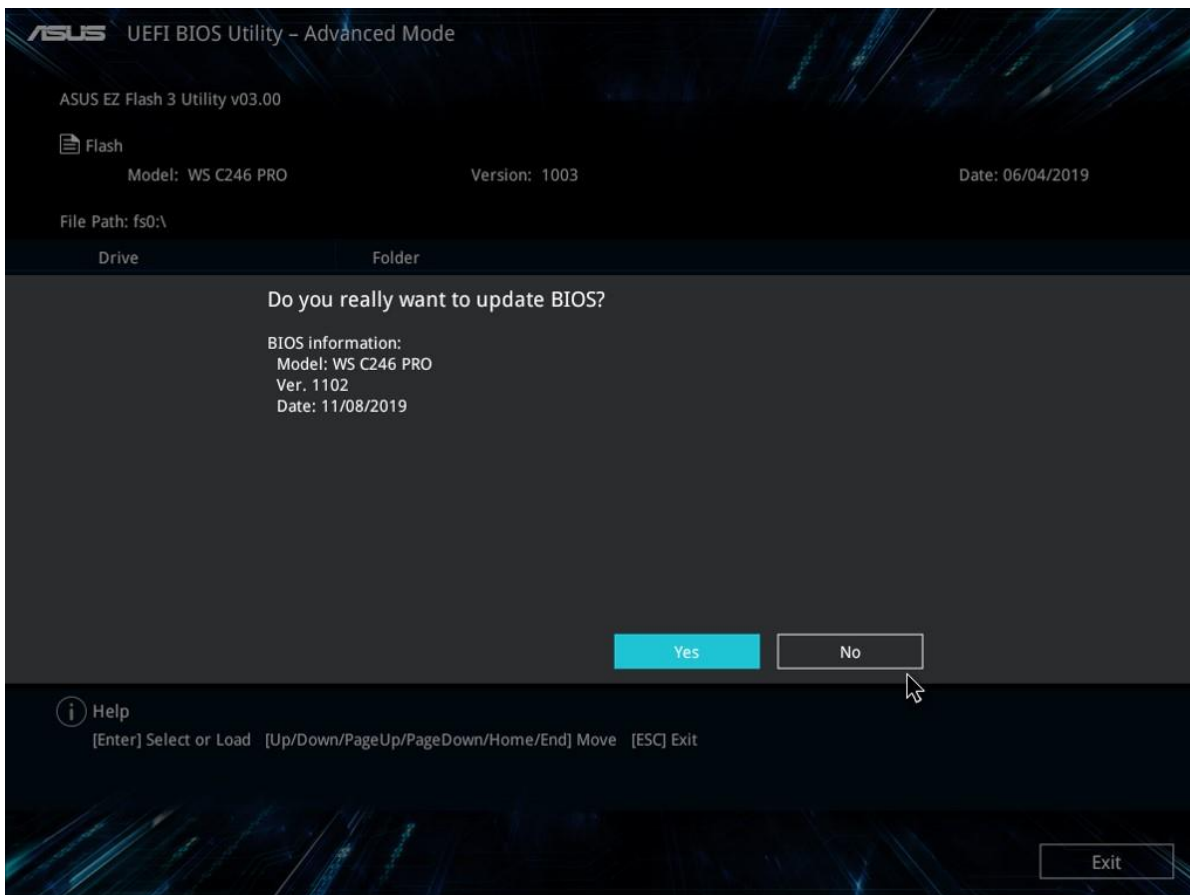 ASUS UEFI BIOS Utility – Advanced Mode
ASUS EZ Flash 3 Utility v03.00
Flash
Model: WS C246 PRO Version: 1003 Date: 06/04/2019
File Path: fs0:\
Drive Folder
Do you really want to update BIOS?
BIOS information:
Model: WS C246 PRO
Ver. 1102
Date: 11/08/2019
Yes No
Help
[Enter] Select or Load [Up/Down/PageUp/PageDown/Home/End] Move [ESC] Exit
Exit